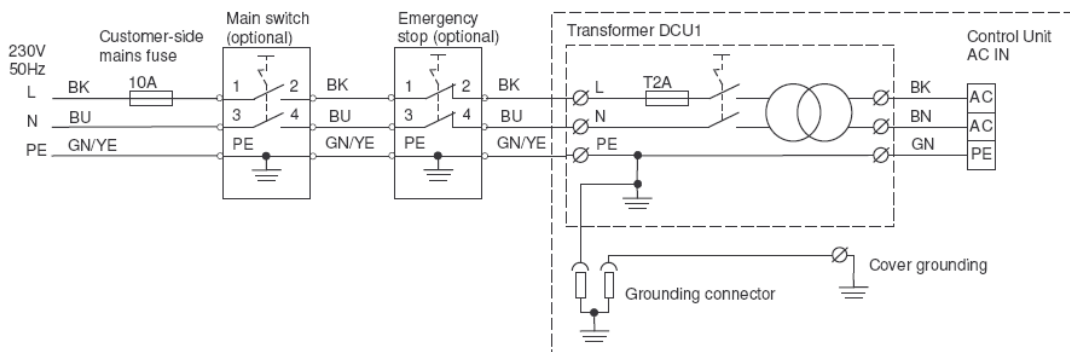 230V
50Hz
L
N
PE
Customer-side
mains fuse
BK
10A
BU
GN/YE
Main switch
(optional)
1
2
3
4
PE
BK
BU
GN/YE
Emergency
stop (optional)
1
2
3
4
PE
BK
BU
GN/YE
Transformer DCU1
L
T2A
N
PE
BK
BN
GN
Control Unit
AC IN
AC
AC
PE
Cover grounding
Grounding connector